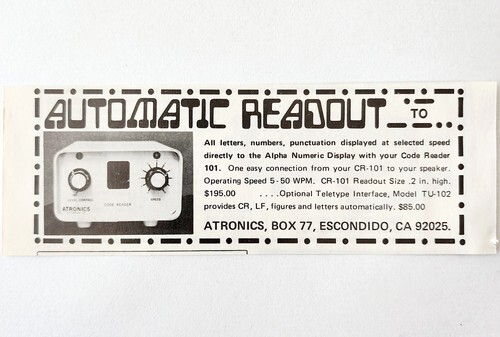 AUTOMATIC READOUT TO
All letters, numbers, punctuation displayed at selected speed
directly to the Alpha Numeric Display with your Code Reader
101. One easy connection from your CR-101 to your speaker.
Operating Speed 5-50 WPM. CR-101 Readout Size .2 in. high.
$195.00 ....Optional Teletype Interface, Model TU-102
provides CR, LF, figures and letters automatically. $85.00
ATRONICS, BOX 77, ESCONDIDO, CA 92025.
LEVEL CONTROL
CODE READER
SPEED
ATRONICS